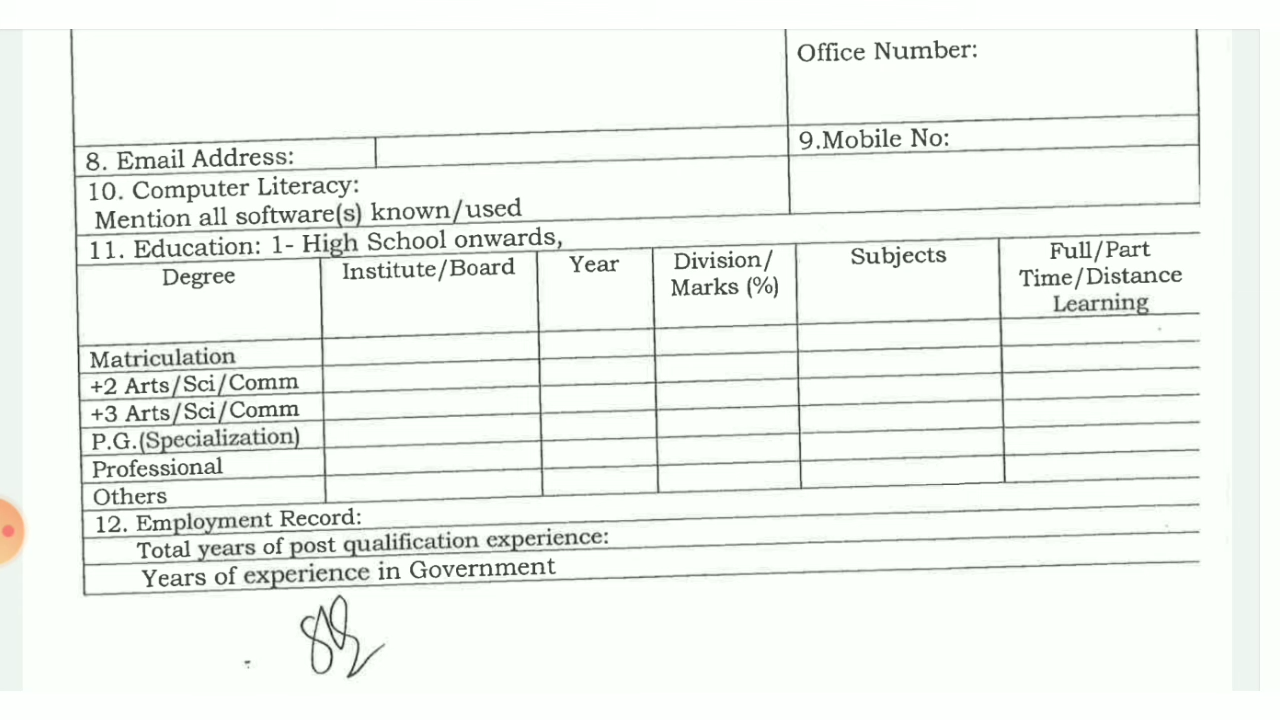 Office Number:
8. Email Address:
9.Mobile No:
10. Computer Literacy:
Mention all software(s) known/used
11. Education: 1- High School onwards,
Degree
Institute/Board
Year
Division/
Marks (%)
Subjects
Full/Part
Time/Distance
Learning
Matriculation
+2 Arts/Sci/Comm
+3 Arts/Sci/Comm
P.G.(Specialization)
Professional
Others
12. Employment Record:
Total years of post qualification experience:
Years of experience in Government